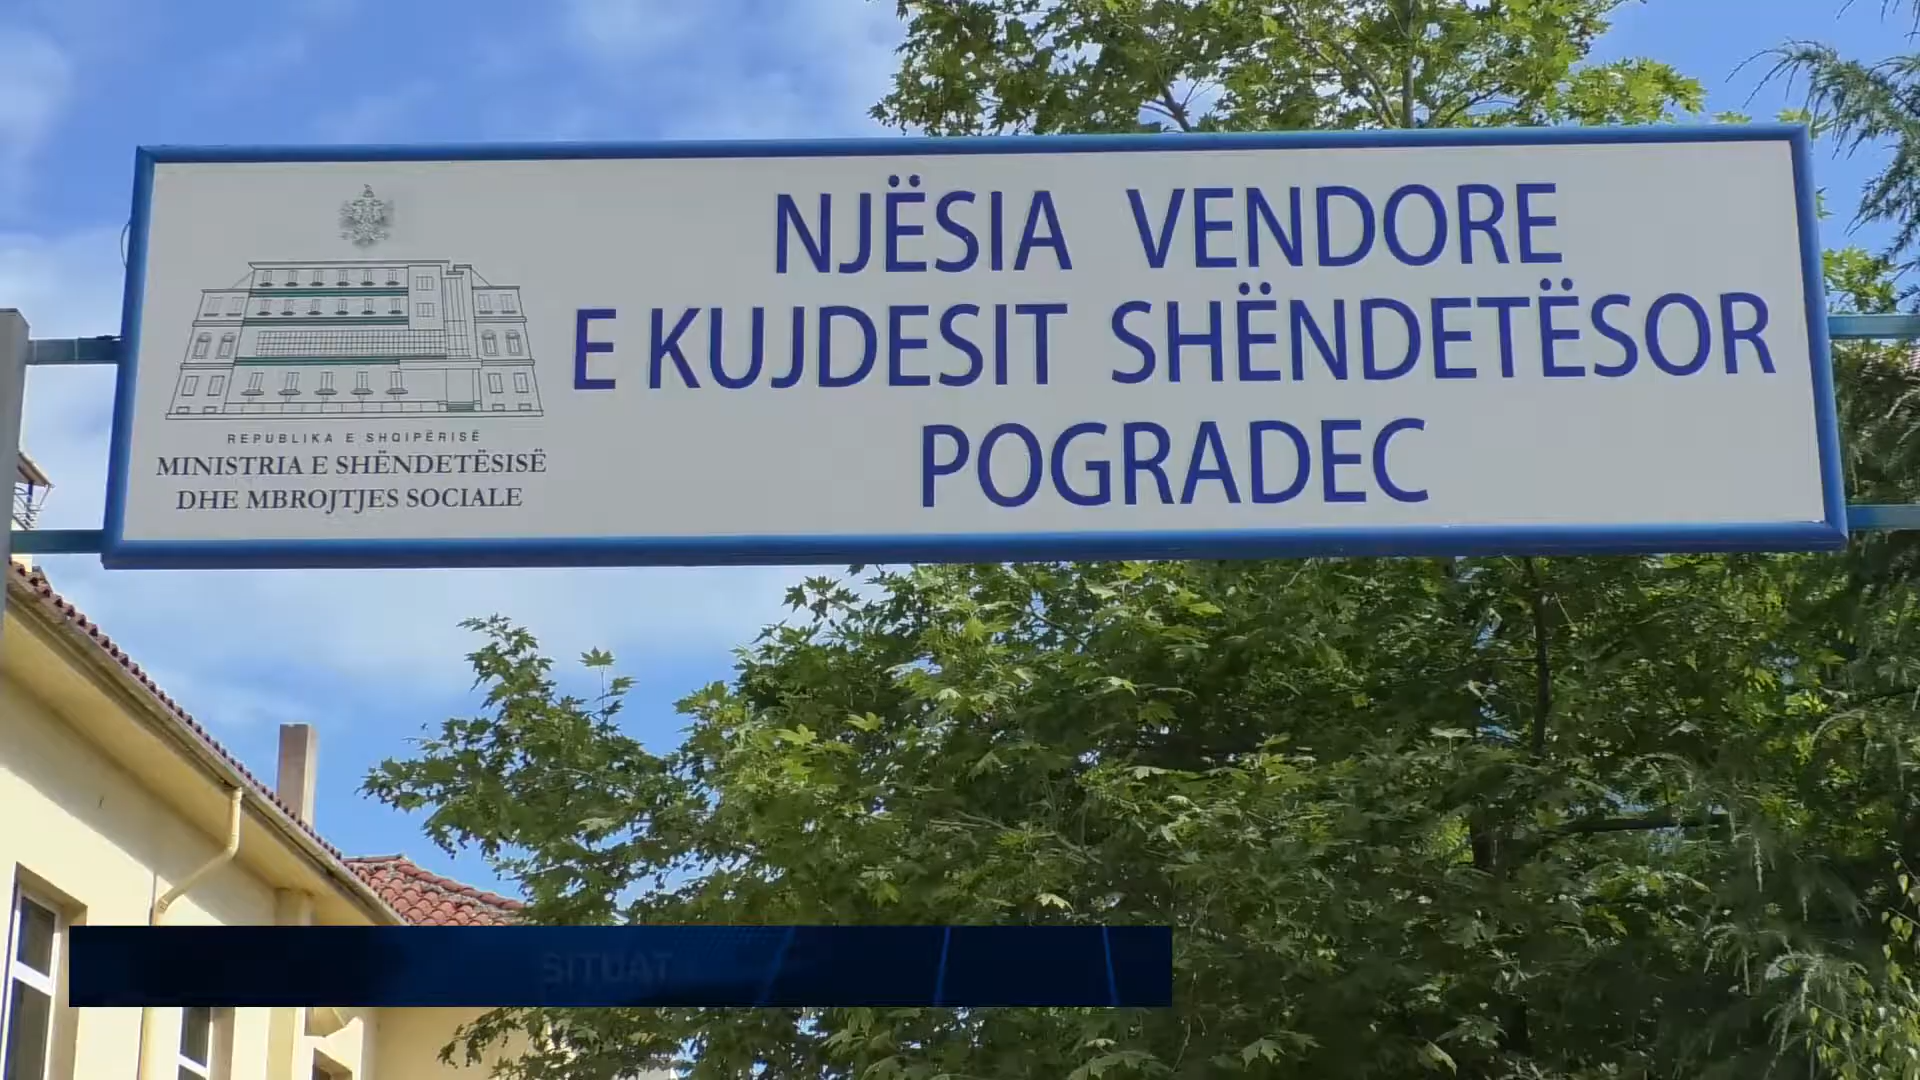 NJËSIA VENDORE
E KUJDESIT SHËNDETËSOR
POGRADEC
REPUBLIKA E SHQIPËRISË
MINISTRIA E SHËNDETËSISË
DHE MBROJTJES SOCIALE
SITUAT